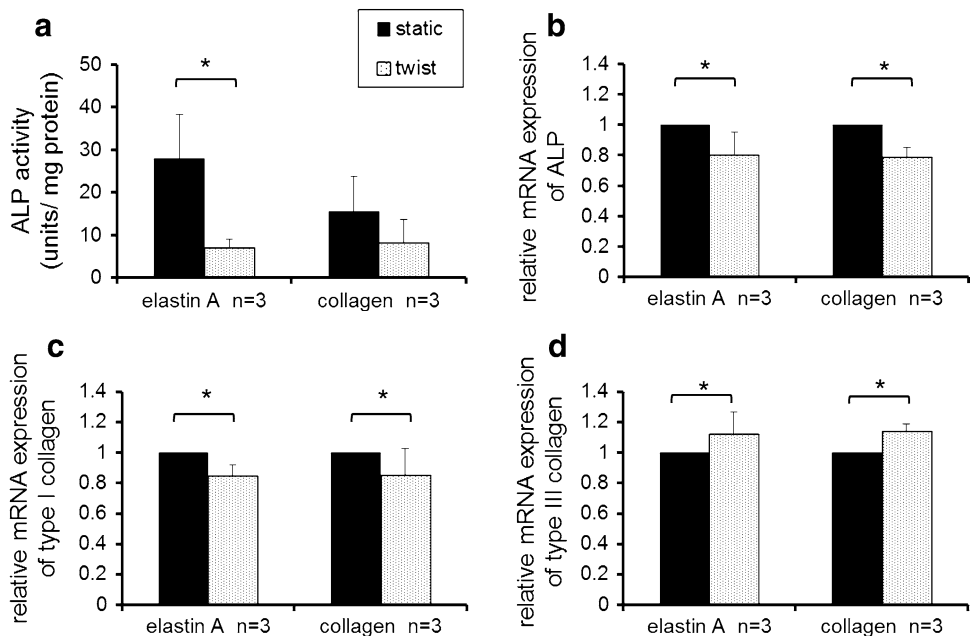 a
static
twist
ALP activity
(units/ mg protein)
50
40
30
20
10
0
*
elastin A n=3
collagen n=3
b
relative mRNA expression
of ALP
1.4
1.2
1
0.8
0.6
0.4
0.2
0
*
*
elastin A n=3
collagen n=3
c
relative mRNA expression
of type I collagen
1.4
1.2
1
0.8
0.6
0.4
0.2
0
*
*
elastin A n=3
collagen n=3
d
relative mRNA expression
of type III collagen
1.4
1.2
1
0.8
0.6
0.4
0.2
0
*
*
elastin A n=3
collagen n=3